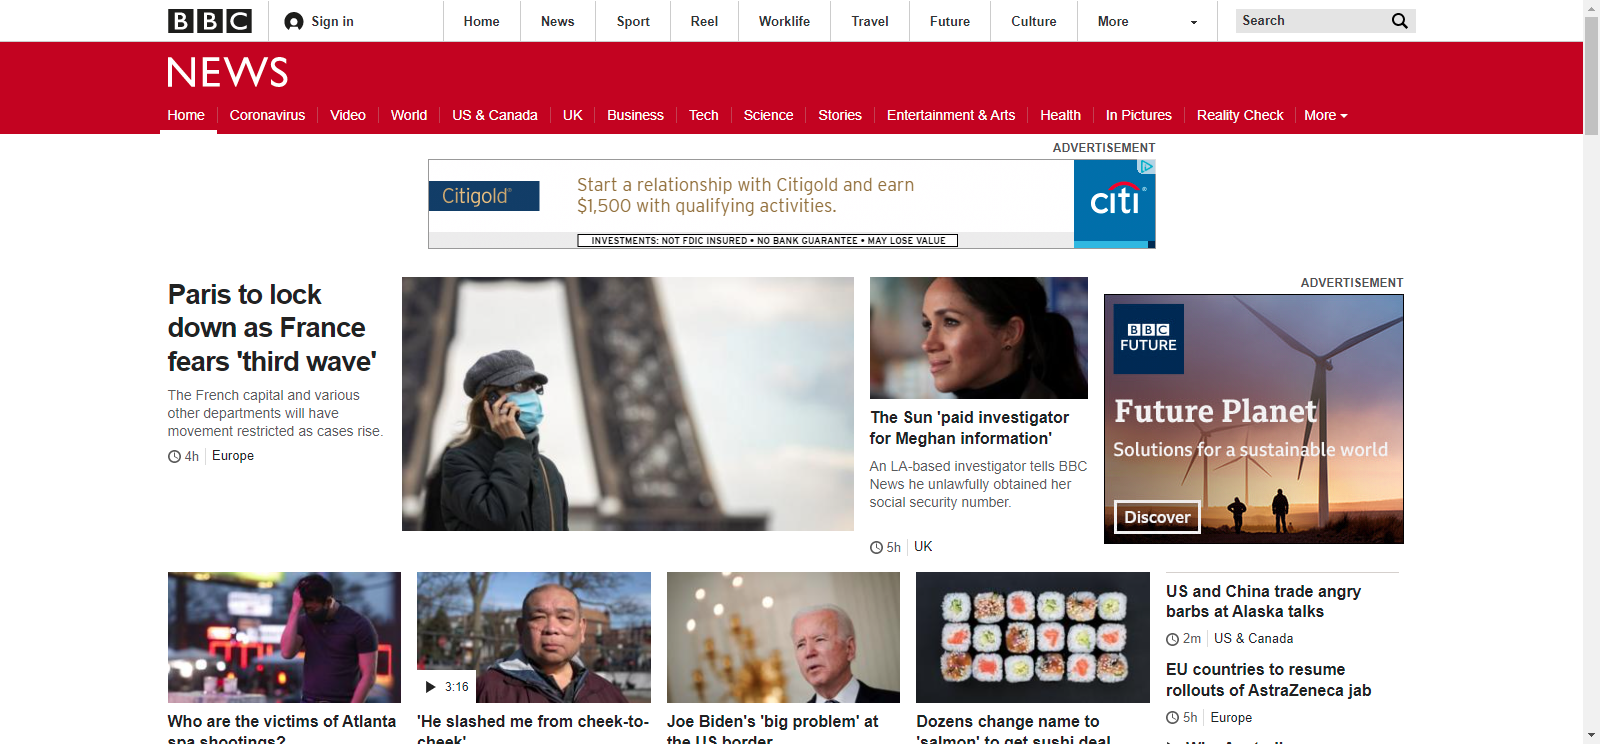 BBC
Sign in
Home
News
Sport
Reel
Worklife
Travel
Future
Culture
More
Search
NEWS
Home
Coronavirus
Video
World
US & Canada
UK
Business
Tech
Science
Stories
Entertainment & Arts
Health
In Pictures
Reality Check
More
ADVERTISEMENT
Citigold®
Start a relationship with Citigold and earn
$1,500 with qualifying activities.
INVESTMENTS: NOT FDIC INSURED • NO BANK GUARANTEE • MAY LOSE VALUE
citi®
Paris to lock
down as France
fears 'third wave'
The French capital and various
other departments will have
movement restricted as cases rise.
4h
Europe
The Sun 'paid investigator
for Meghan information'
An LA-based investigator tells BBC
News he unlawfully obtained her
social security number.
5h
UK
ADVERTISEMENT
BBC
FUTURE
Future Planet
Solutions for a sustainable world
Discover
Who are the victims of Atlanta
spa shootings?
3:16
'He slashed me from cheek-to-
cheek'
Joe Biden's 'big problem' at
the US border
Dozens change name to
'salmon' to get sushi deal
US and China trade angry
barbs at Alaska talks
2m
US & Canada
EU countries to resume
rollouts of AstraZeneca jab
5h
Europe